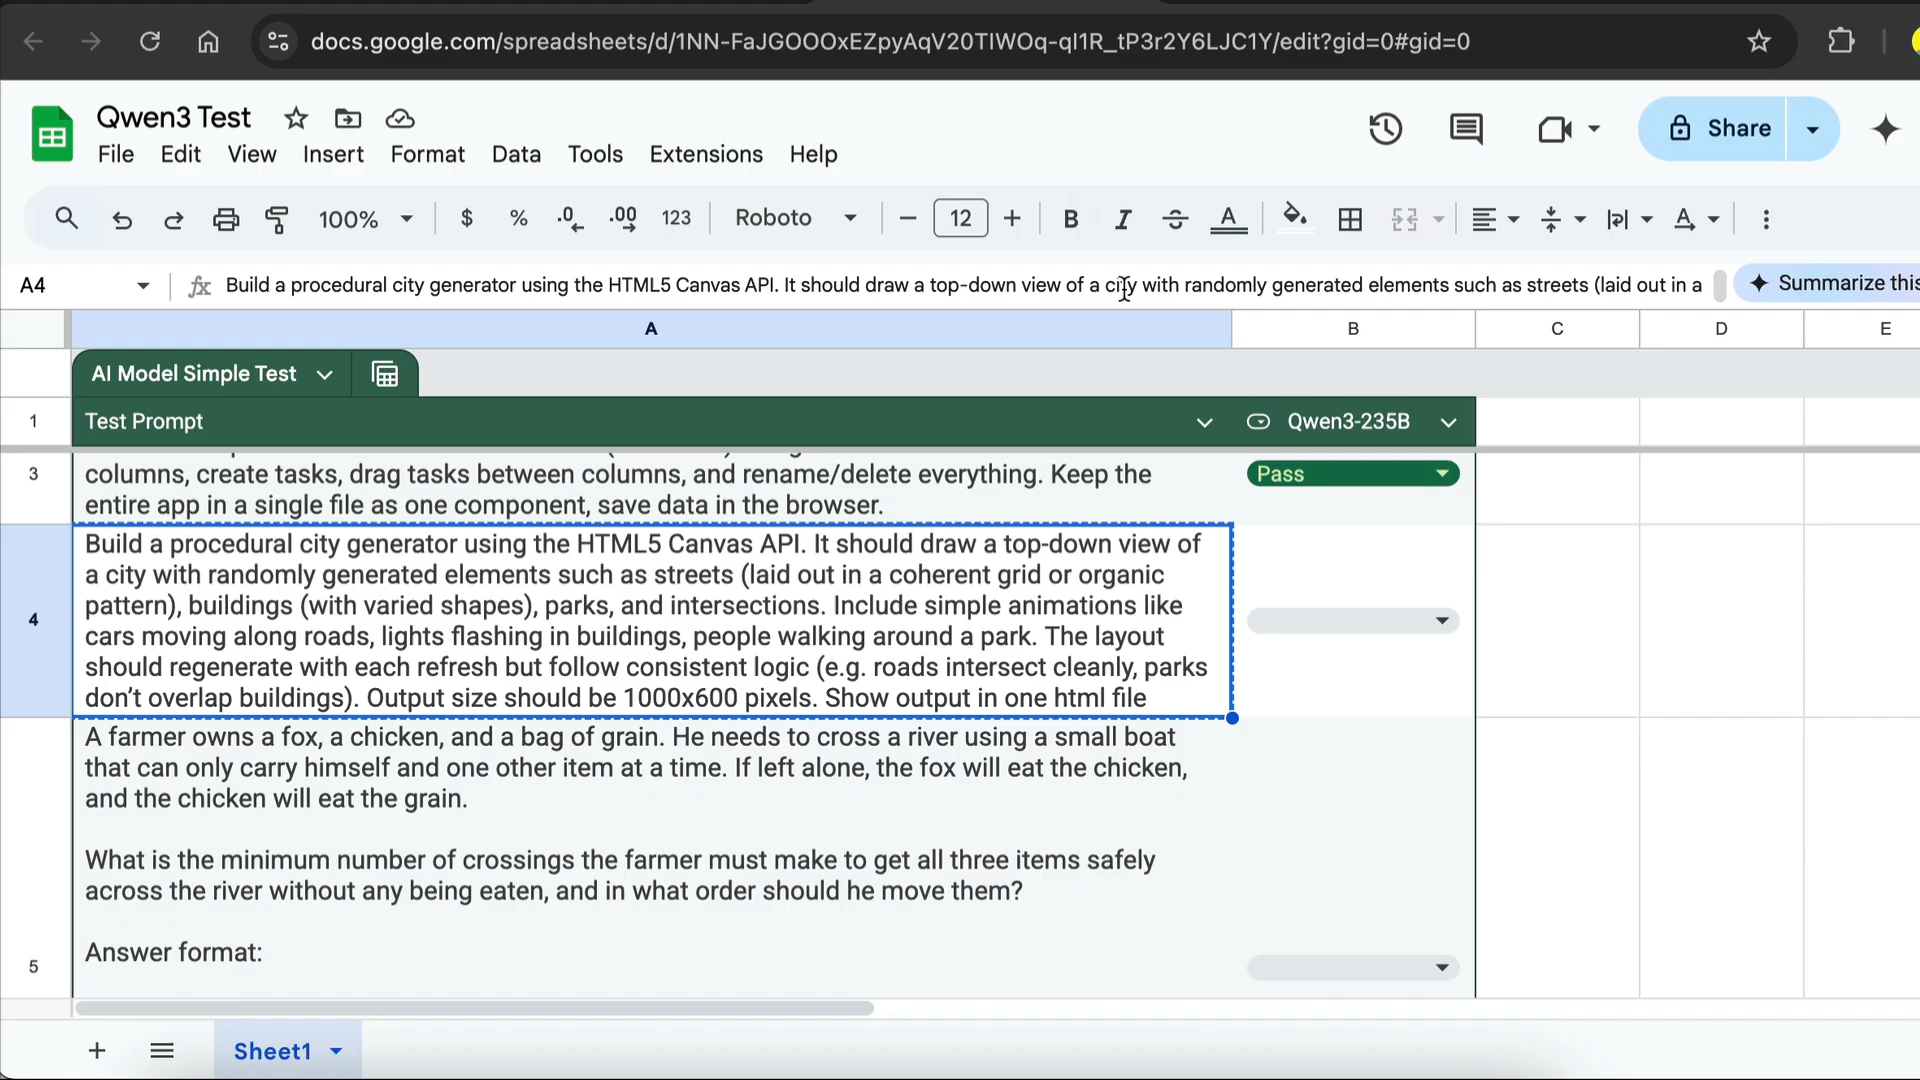 docs.google.com/spreadsheets/d/1NN-FaJGOOOxEZpyAqV20TIWOq-qI1R_tP3r2Y6LJC1Y/edit?gid=0#gid=0
Qwen3 Test
Share
File Edit View Insert Format Data Tools Extensions Help
100% $ % .0 .00 123 Roboto 12 B I A A
A4 fx Build a procedural city generator using the HTML5 Canvas API. It should draw a top-down view of a city with randomly generated elements such as streets (laid out in a
Summarize this
A B C D E
AI Model Simple Test
1 Test Prompt Qwen3-235B
3 columns, create tasks, drag tasks between columns, and rename/delete everything. Keep the Pass
entire app in a single file as one component, save data in the browser.
Build a procedural city generator using the HTML5 Canvas API. It should draw a top-down view of
a city with randomly generated elements such as streets (laid out in a coherent grid or organic
pattern), buildings (with varied shapes), parks, and intersections. Include simple animations like
4 cars moving along roads, lights flashing in buildings, people walking around a park. The layout
should regenerate with each refresh but follow consistent logic (e.g. roads intersect cleanly, parks
don’t overlap buildings). Output size should be 1000x600 pixels. Show output in one html file
A farmer owns a fox, a chicken, and a bag of grain. He needs to cross a river using a small boat
that can only carry himself and one other item at a time. If left alone, the fox will eat the chicken,
and the chicken will eat the grain.
What is the minimum number of crossings the farmer must make to get all three items safely
across the river without any being eaten, and in what order should he move them?
Answer format:
5
Sheet1